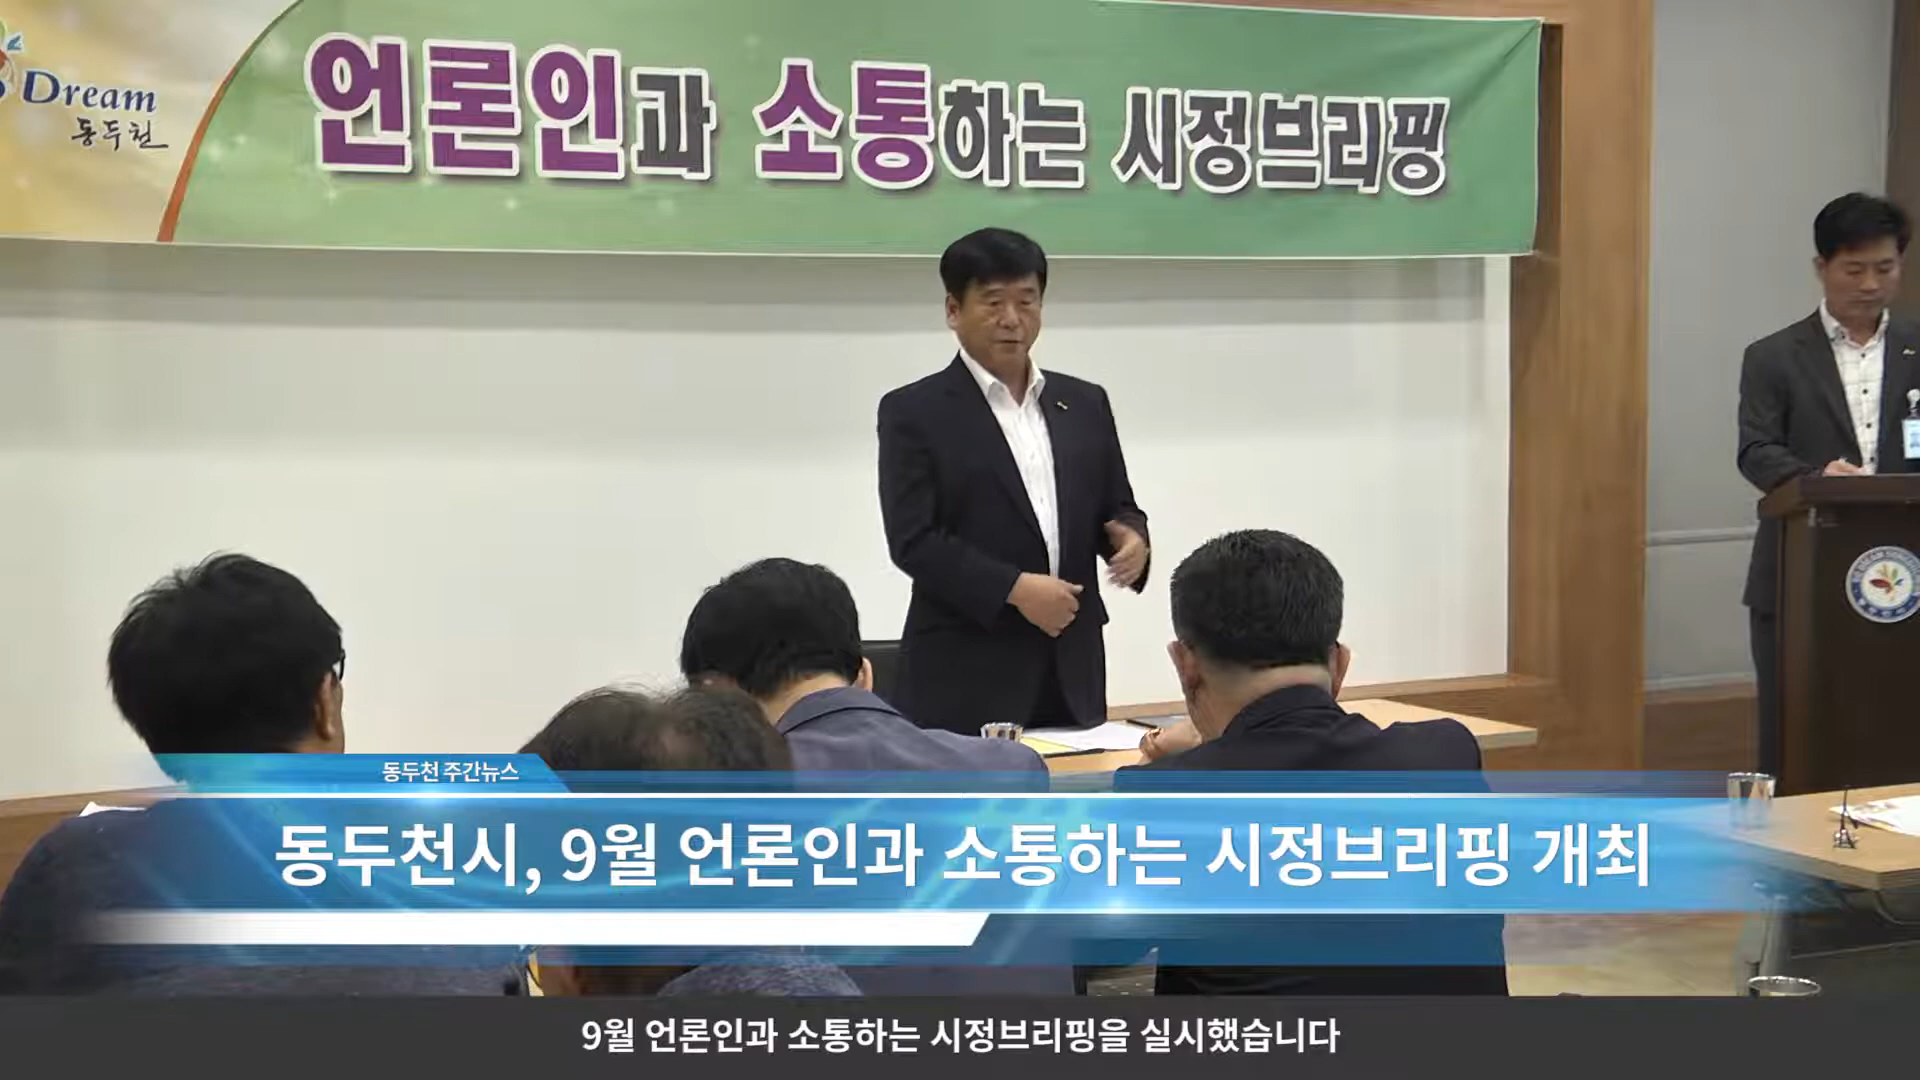 Dream
동두천
언론인과 소통하는 시정브리핑
동두천 주간뉴스
동두천시, 9월 언론인과 소통하는 시정브리핑 개최
9월 언론인과 소통하는 시정브리핑을 실시했습니다